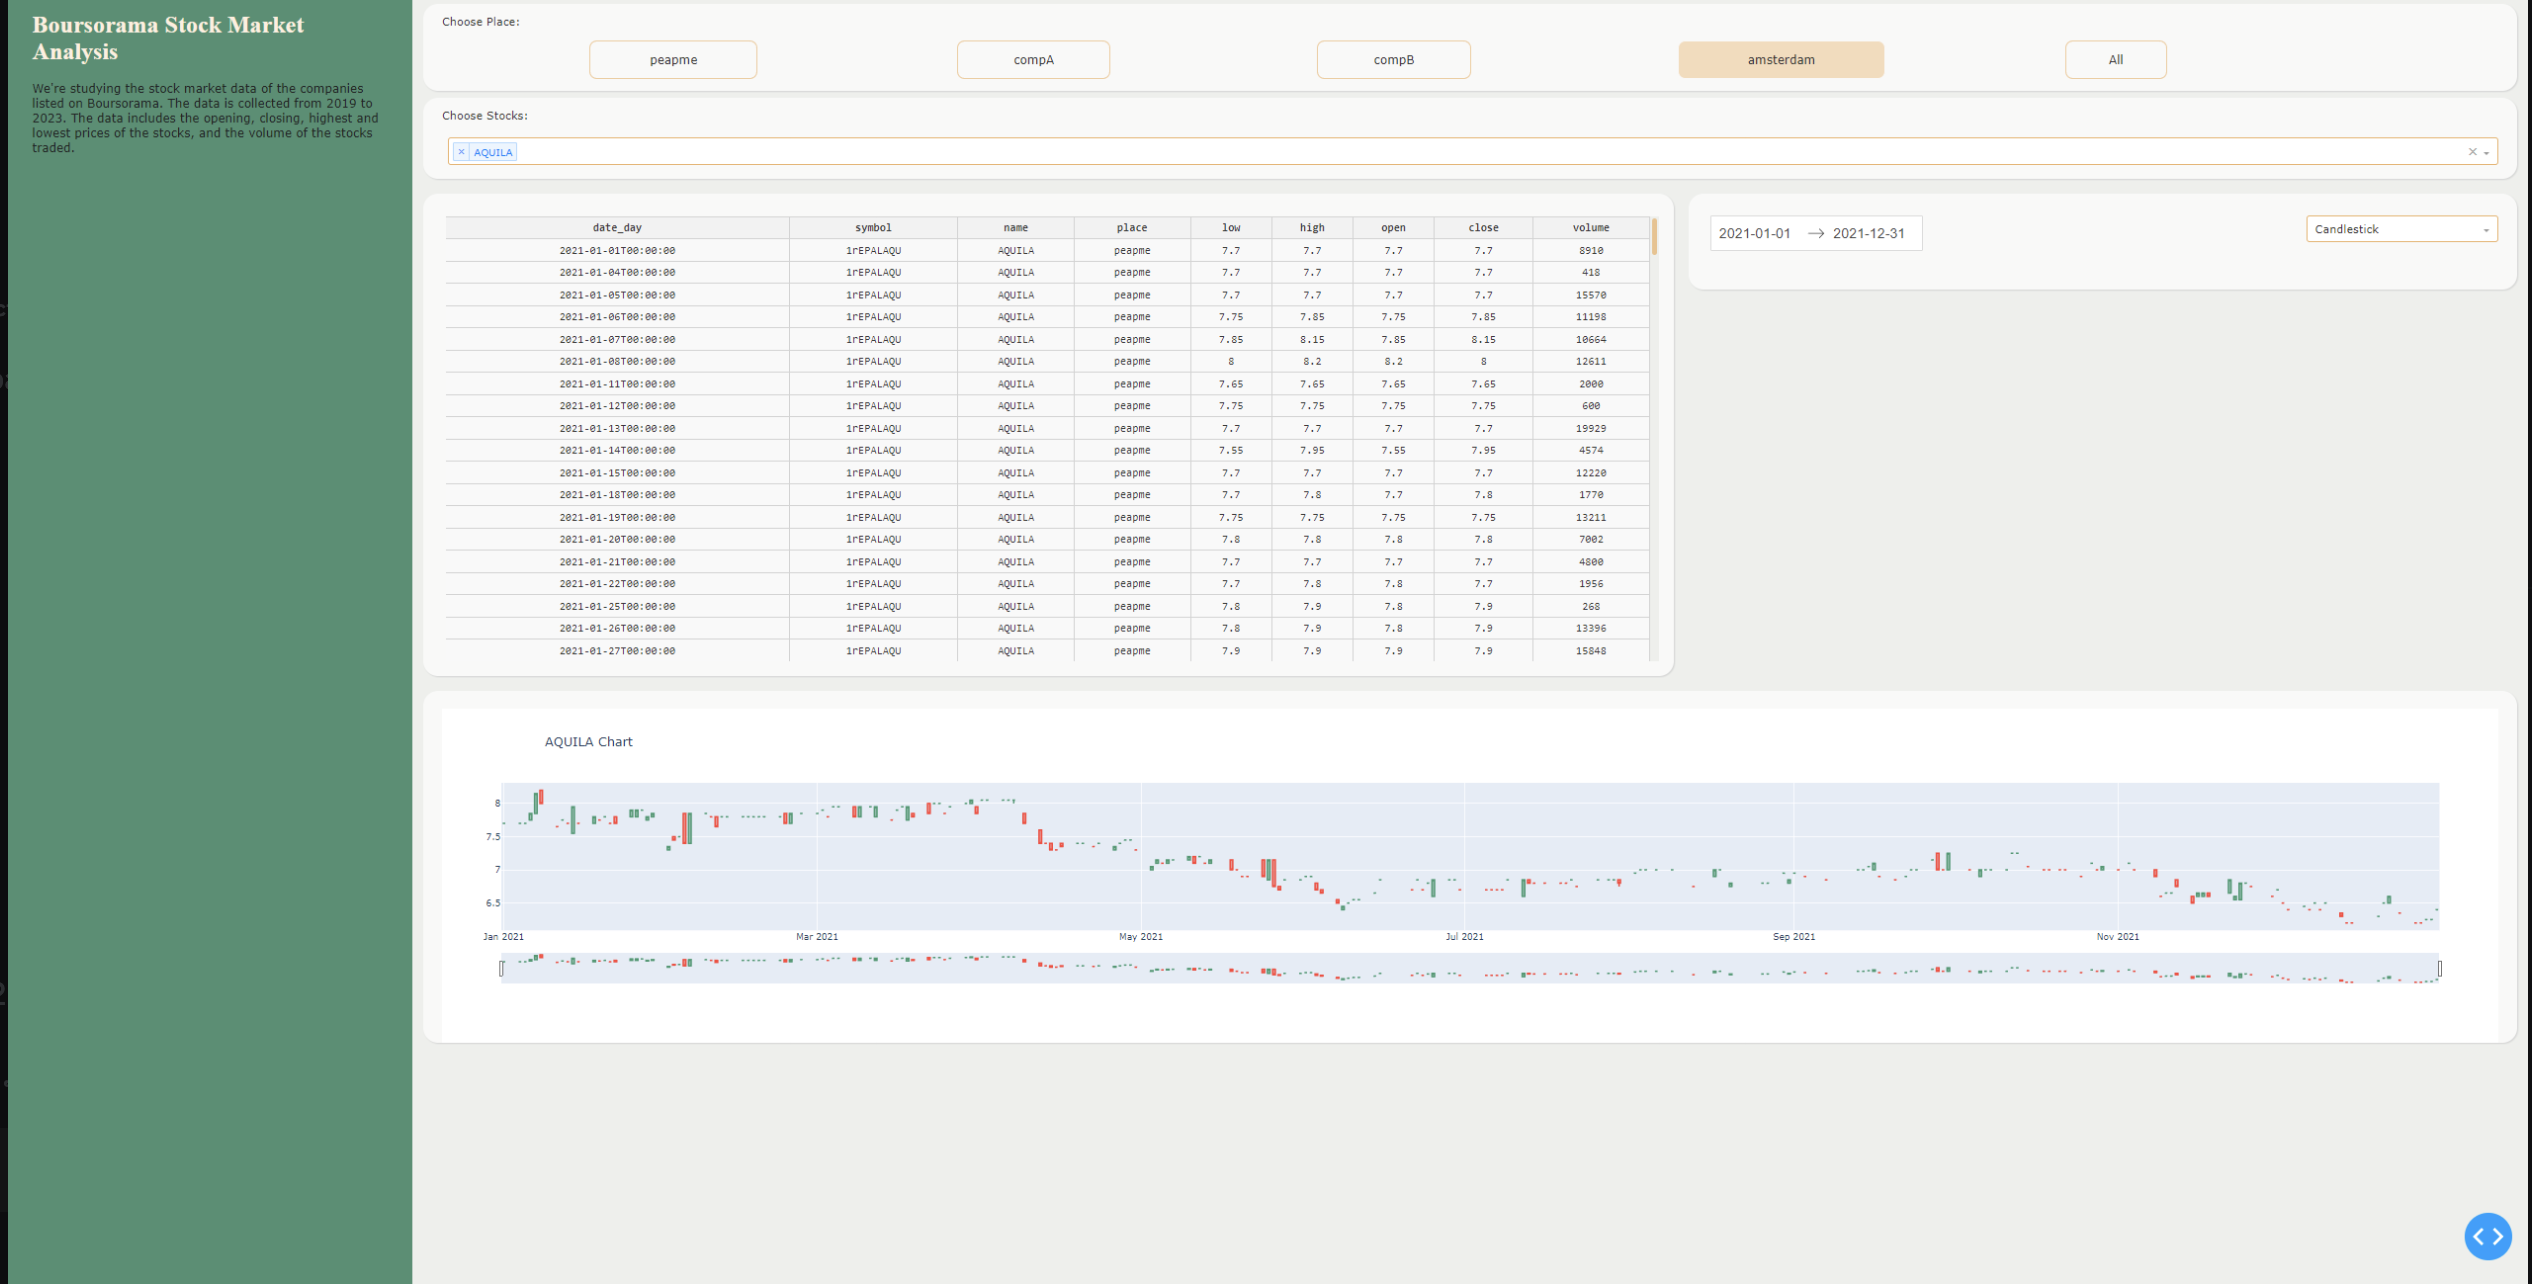 Boursorama Stock Market
Analysis
We're studying the stock market data of the companies
listed on Boursorama. The data is collected from 2019 to
2023. The data includes the opening, closing, highest and
lowest prices of the stocks, and the volume of the stocks
traded.
Choose Place:
peapme compA compB amsterdam All
Choose Stocks:
× AQUILA
date_day symbol name place low high open close volume
2021-01-01T00:00:00 1rEPALAQU AQUILA peapme 7.7 7.7 7.7 7.7 8910
2021-01-04T00:00:00 1rEPALAQU AQUILA peapme 7.7 7.7 7.7 7.7 418
2021-01-05T00:00:00 1rEPALAQU AQUILA peapme 7.7 7.7 7.7 7.7 15570
2021-01-06T00:00:00 1rEPALAQU AQUILA peapme 7.75 7.85 7.75 7.85 11198
2021-01-07T00:00:00 1rEPALAQU AQUILA peapme 7.85 8.15 7.85 8.15 10664
2021-01-08T00:00:00 1rEPALAQU AQUILA peapme 8 8.2 8.2 8 12611
2021-01-11T00:00:00 1rEPALAQU AQUILA peapme 7.65 7.65 7.65 7.65 2000
2021-01-12T00:00:00 1rEPALAQU AQUILA peapme 7.75 7.75 7.75 7.75 600
2021-01-13T00:00:00 1rEPALAQU AQUILA peapme 7.7 7.7 7.7 7.7 19929
2021-01-14T00:00:00 1rEPALAQU AQUILA peapme 7.55 7.95 7.55 7.95 4574
2021-01-15T00:00:00 1rEPALAQU AQUILA peapme 7.7 7.7 7.7 7.7 12220
2021-01-18T00:00:00 1rEPALAQU AQUILA peapme 7.7 7.8 7.7 7.8 1770
2021-01-19T00:00:00 1rEPALAQU AQUILA peapme 7.75 7.75 7.75 7.75 13211
2021-01-20T00:00:00 1rEPALAQU AQUILA peapme 7.8 7.8 7.8 7.8 7002
2021-01-21T00:00:00 1rEPALAQU AQUILA peapme 7.7 7.7 7.7 7.7 4800
2021-01-22T00:00:00 1rEPALAQU AQUILA peapme 7.7 7.8 7.8 7.7 1956
2021-01-25T00:00:00 1rEPALAQU AQUILA peapme 7.8 7.9 7.8 7.9 268
2021-01-26T00:00:00 1rEPALAQU AQUILA peapme 7.8 7.9 7.8 7.9 13396
2021-01-27T00:00:00 1rEPALAQU AQUILA peapme 7.9 7.9 7.9 7.9 15848
2021-01-01 → 2021-12-31
Candlestick
AQUILA Chart
8
7.5
7
6.5
Jan 2021 Mar 2021 May 2021 Jul 2021 Sep 2021 Nov 2021